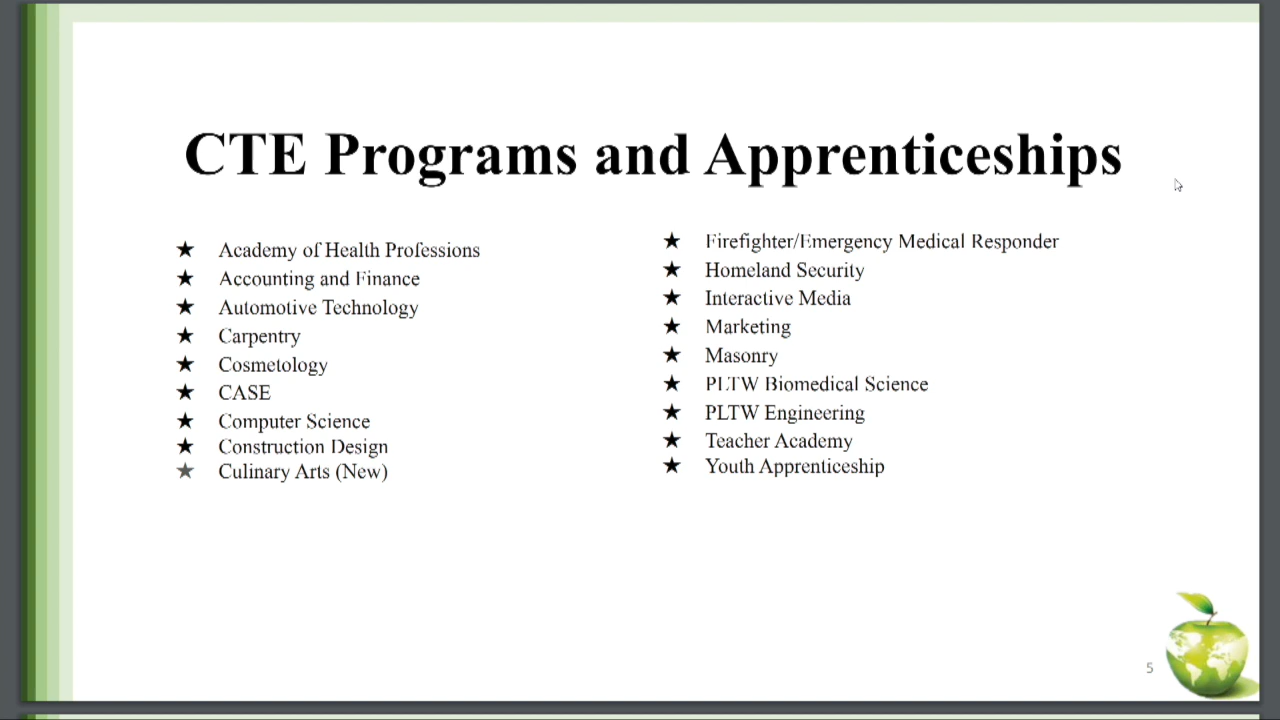 CTE Programs and Apprenticeships
Academy of Health Professions
Accounting and Finance
Automotive Technology
Carpentry
Cosmetology
CASE
Computer Science
Construction Design
Culinary Arts (New)
Firefighter/Emergency Medical Responder
Homeland Security
Interactive Media
Marketing
Masonry
PLTW Biomedical Science
PLTW Engineering
Teacher Academy
Youth Apprenticeship
5